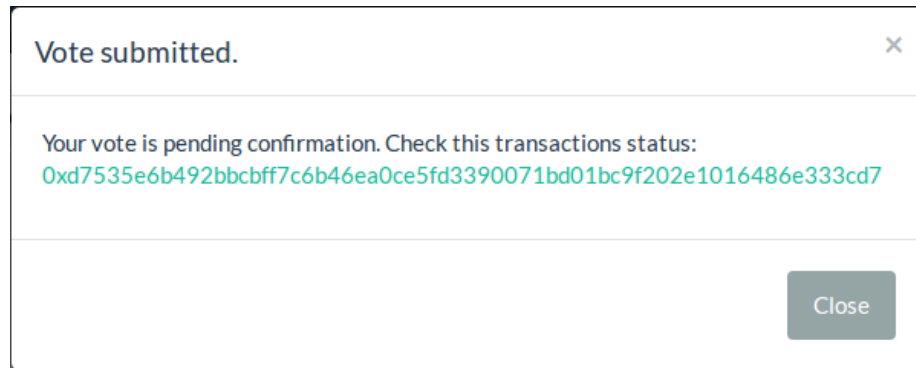 Vote submitted.
×
Your vote is pending confirmation. Check this transactions status:
0xd7535e6b492bbcbff7c6b46ea0ce5fd3390071bd01bc9f202e1016486e333cd7
Close